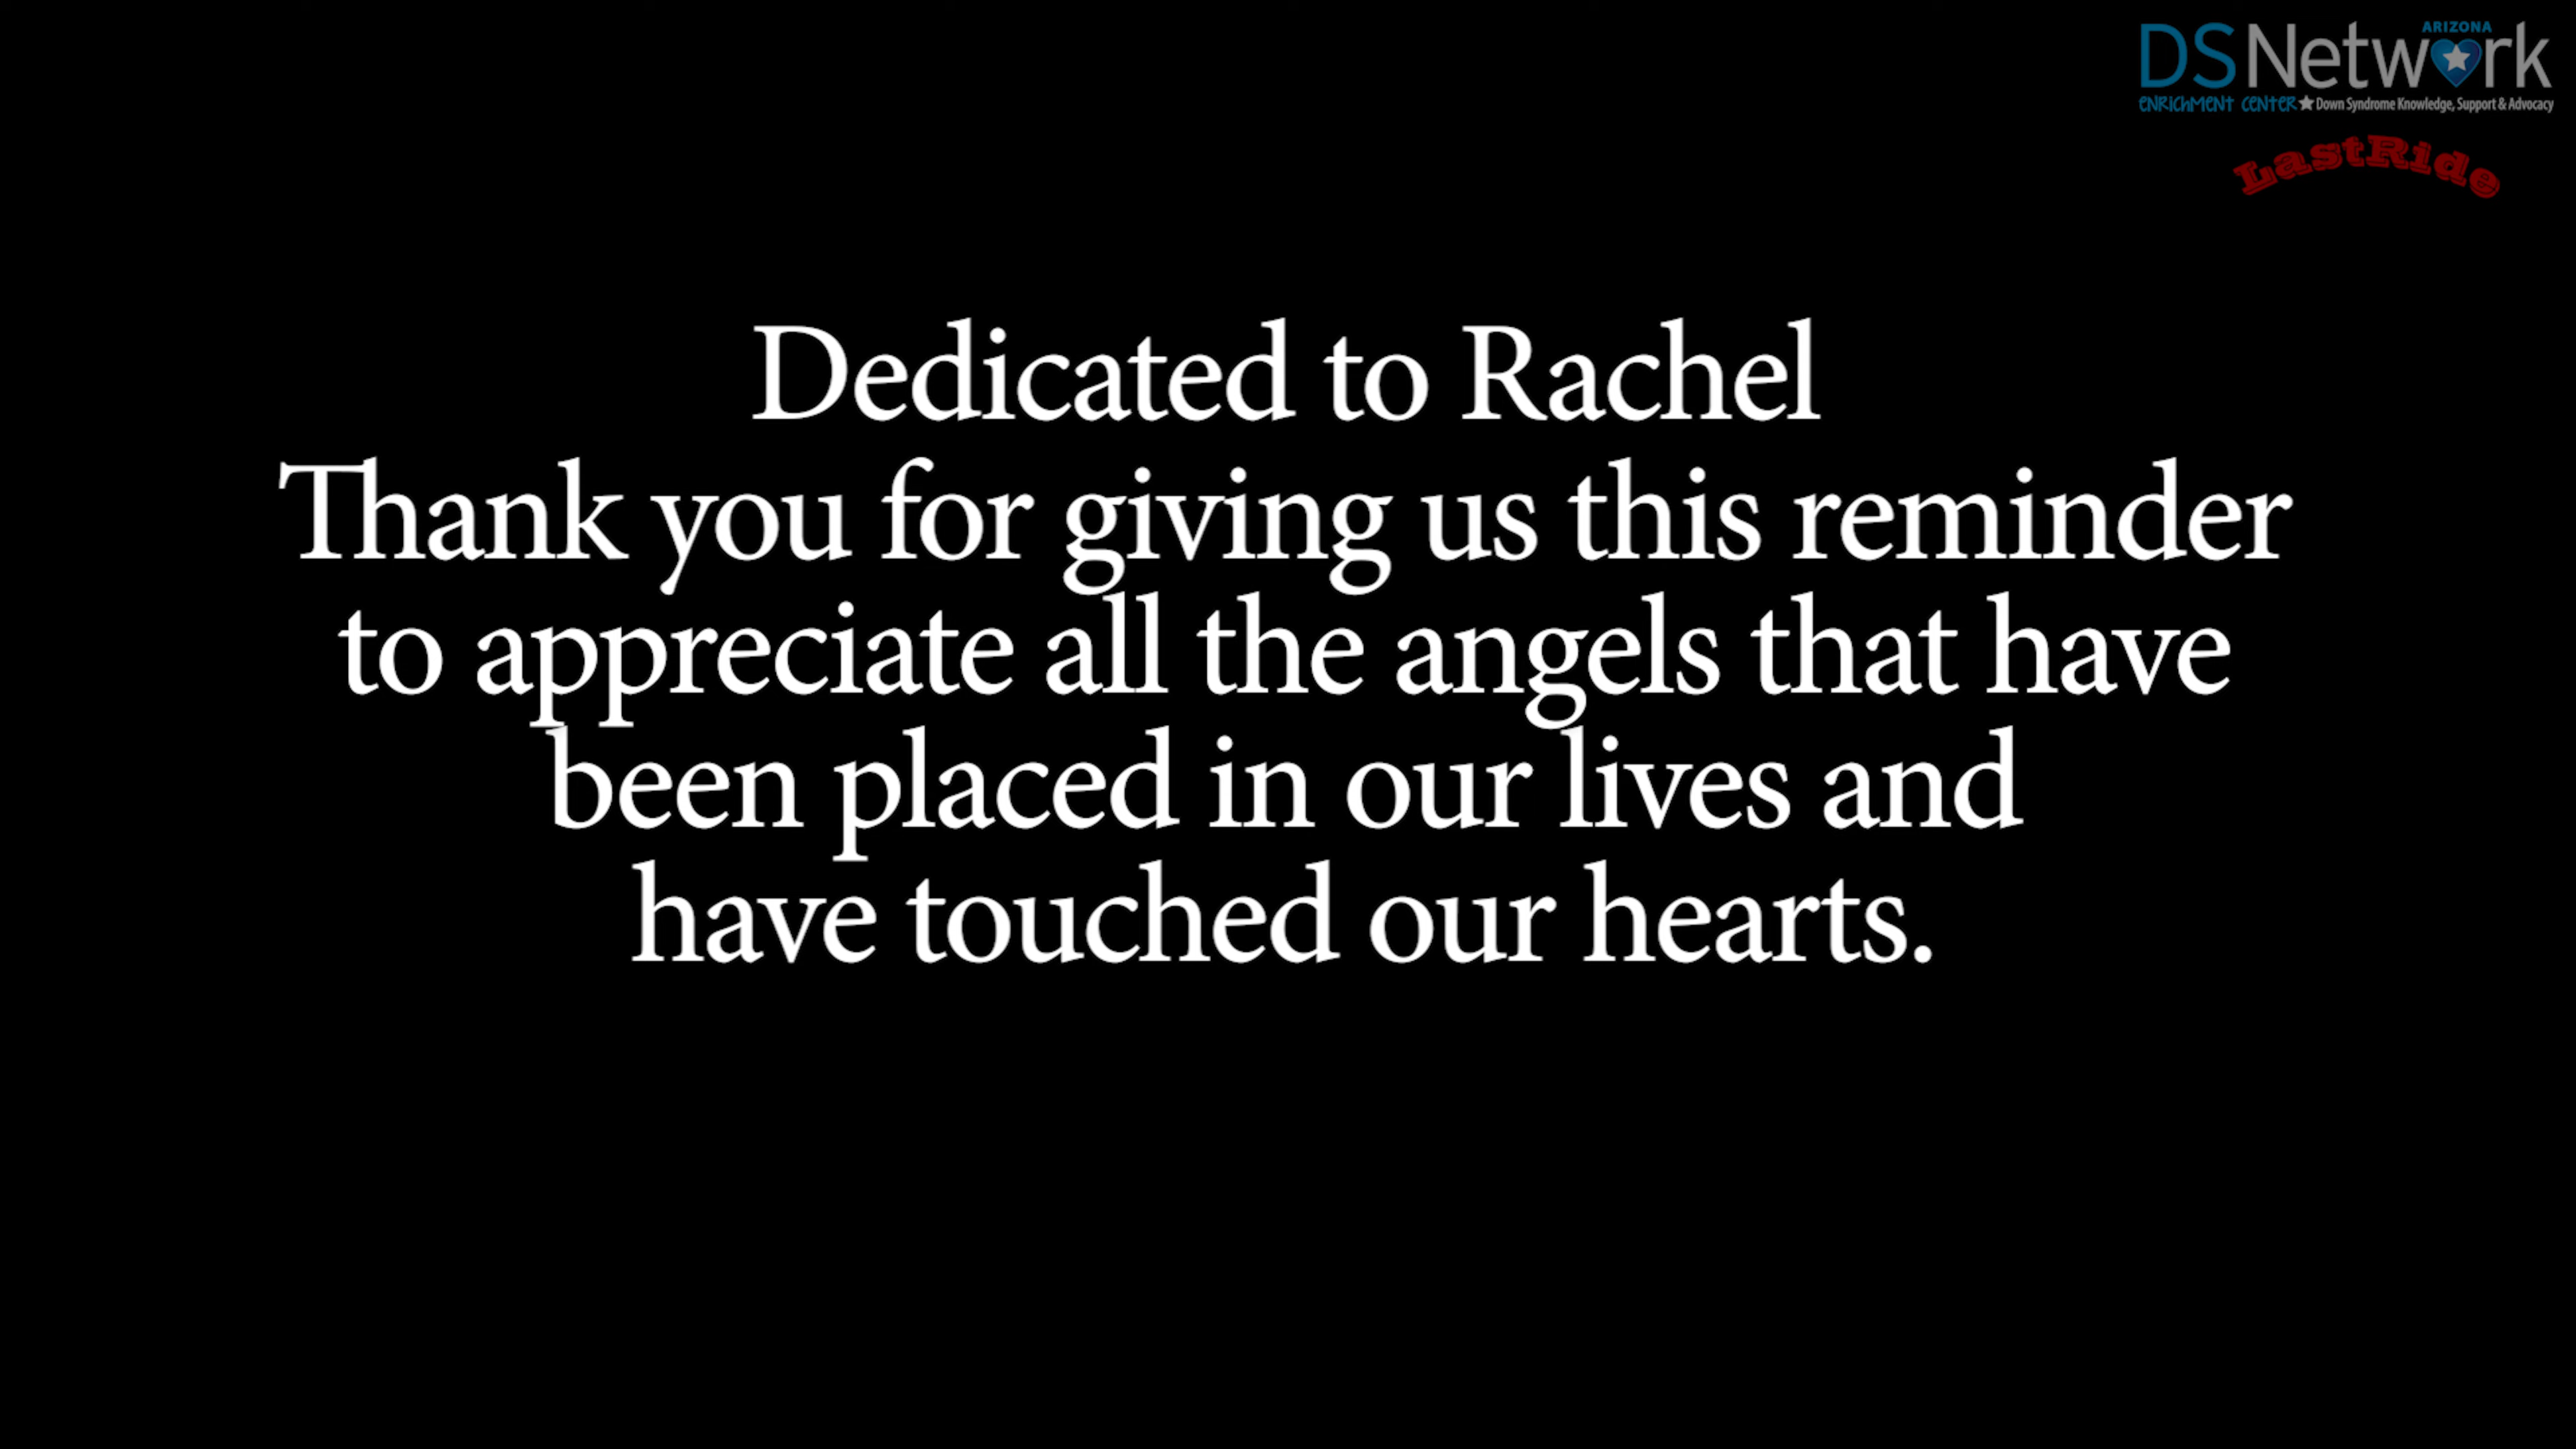 ARIZONA
DSNetwork
ENRICHMENT CENTER ★ Down Syndrome Knowledge, Support & Advocacy
LastRide
Dedicated to Rachel
Thank you for giving us this reminder
to appreciate all the angels that have
been placed in our lives and
have touched our hearts.